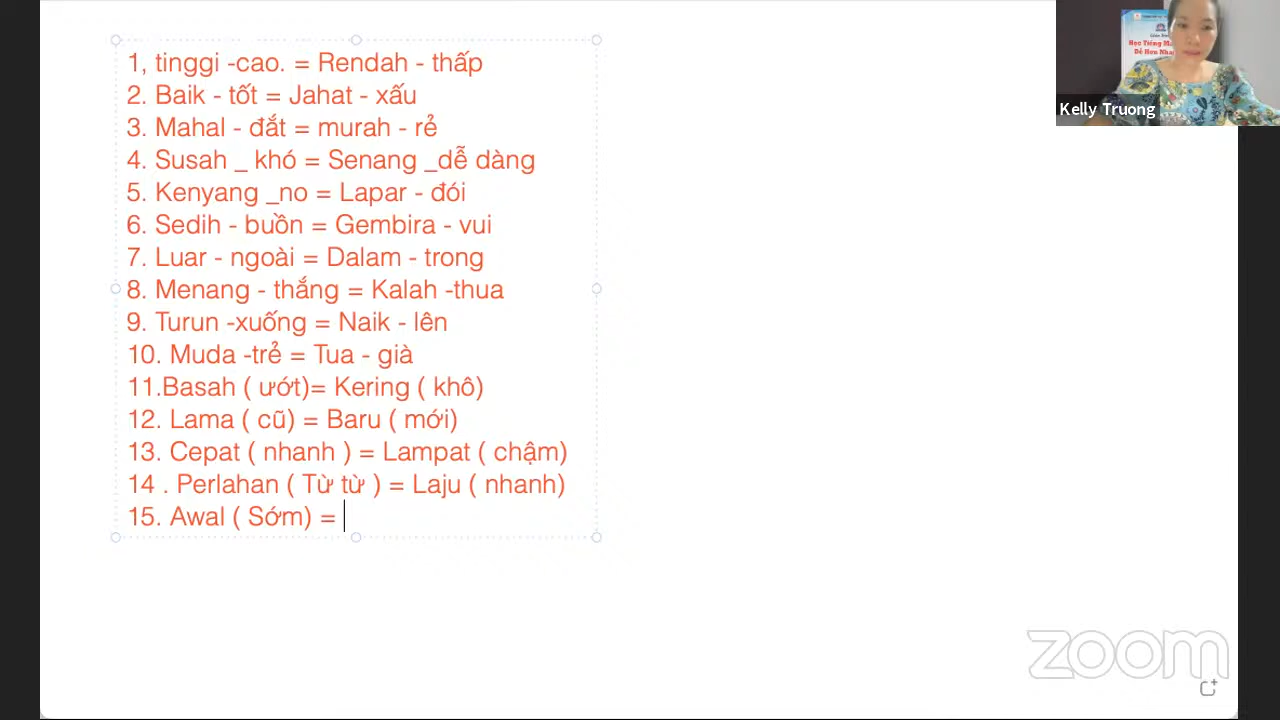 1, tinggi -cao. = Rendah - thấp
2. Baik - tốt = Jahat - xấu
3. Mahal - đắt = murah - rẻ
4. Susah _ khó = Senang _dễ dàng
5. Kenyang _no = Lapar - đói
6. Sedih - buồn = Gembira - vui
7. Luar - ngoài = Dalam - trong
8. Menang - thắng = Kalah -thua
9. Turun -xuống = Naik - lên
10. Muda -trẻ = Tua - già
11.Basah ( ướt)= Kering ( khô)
12. Lama ( cũ) = Baru ( mới)
13. Cepat ( nhanh ) = Lampat ( chậm)
14 . Perlahan ( Từ từ ) = Laju ( nhanh)
15. Awal ( Sớm) =
Học Tiếng
Dễ Hơn
Kelly Truong
zoom